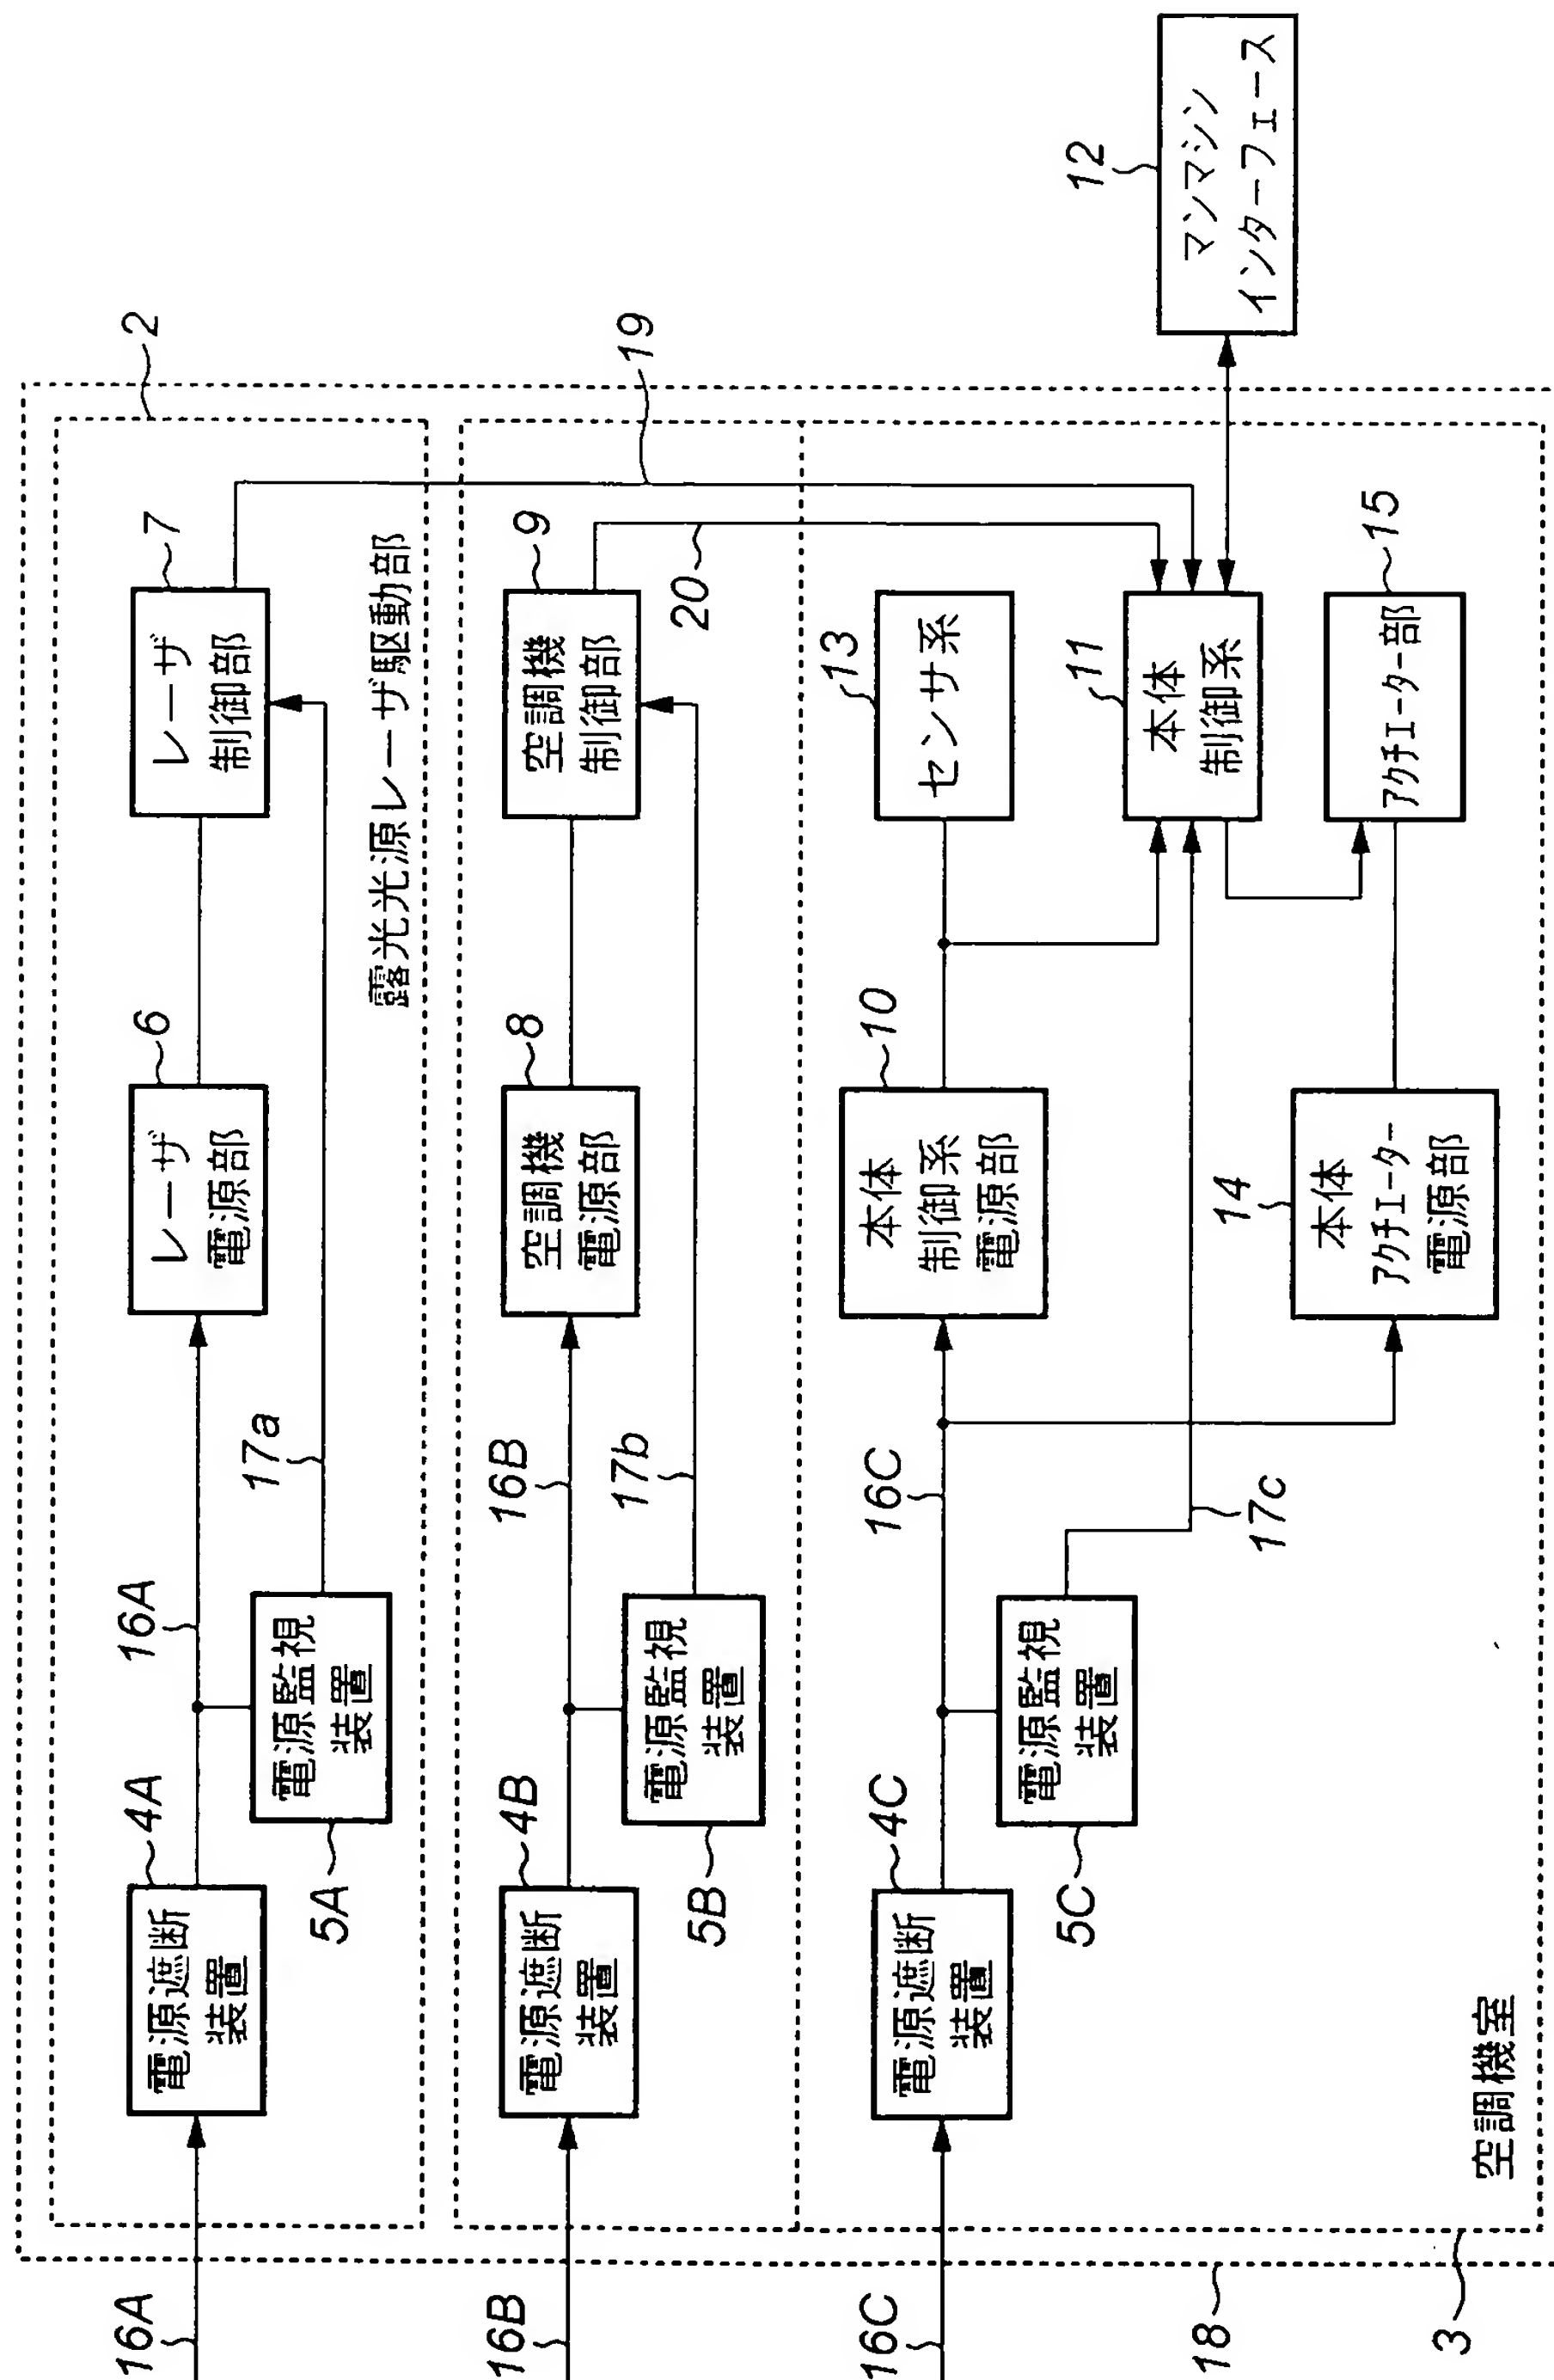 16A
電源遮断
装置
4A
16A
電源監視
装置
5A
17a
レーザ
電源部
6
レーザ
制御部
7
露光光源レーザ駆動部
2
16B
電源遮断
装置
4B
16B
電源監視
装置
5B
17b
空調機
電源部
8
空調機
制御部
9
19
20
16C
電源遮断
装置
4C
16C
電源監視
装置
5C
17c
本体
制御系
電源部
10
センサ系
13
本体
制御系
11
マンマシン
インターフェース
12
本体
アクチエーター
電源部
14
アクチエーター部
15
空調機室
18
3